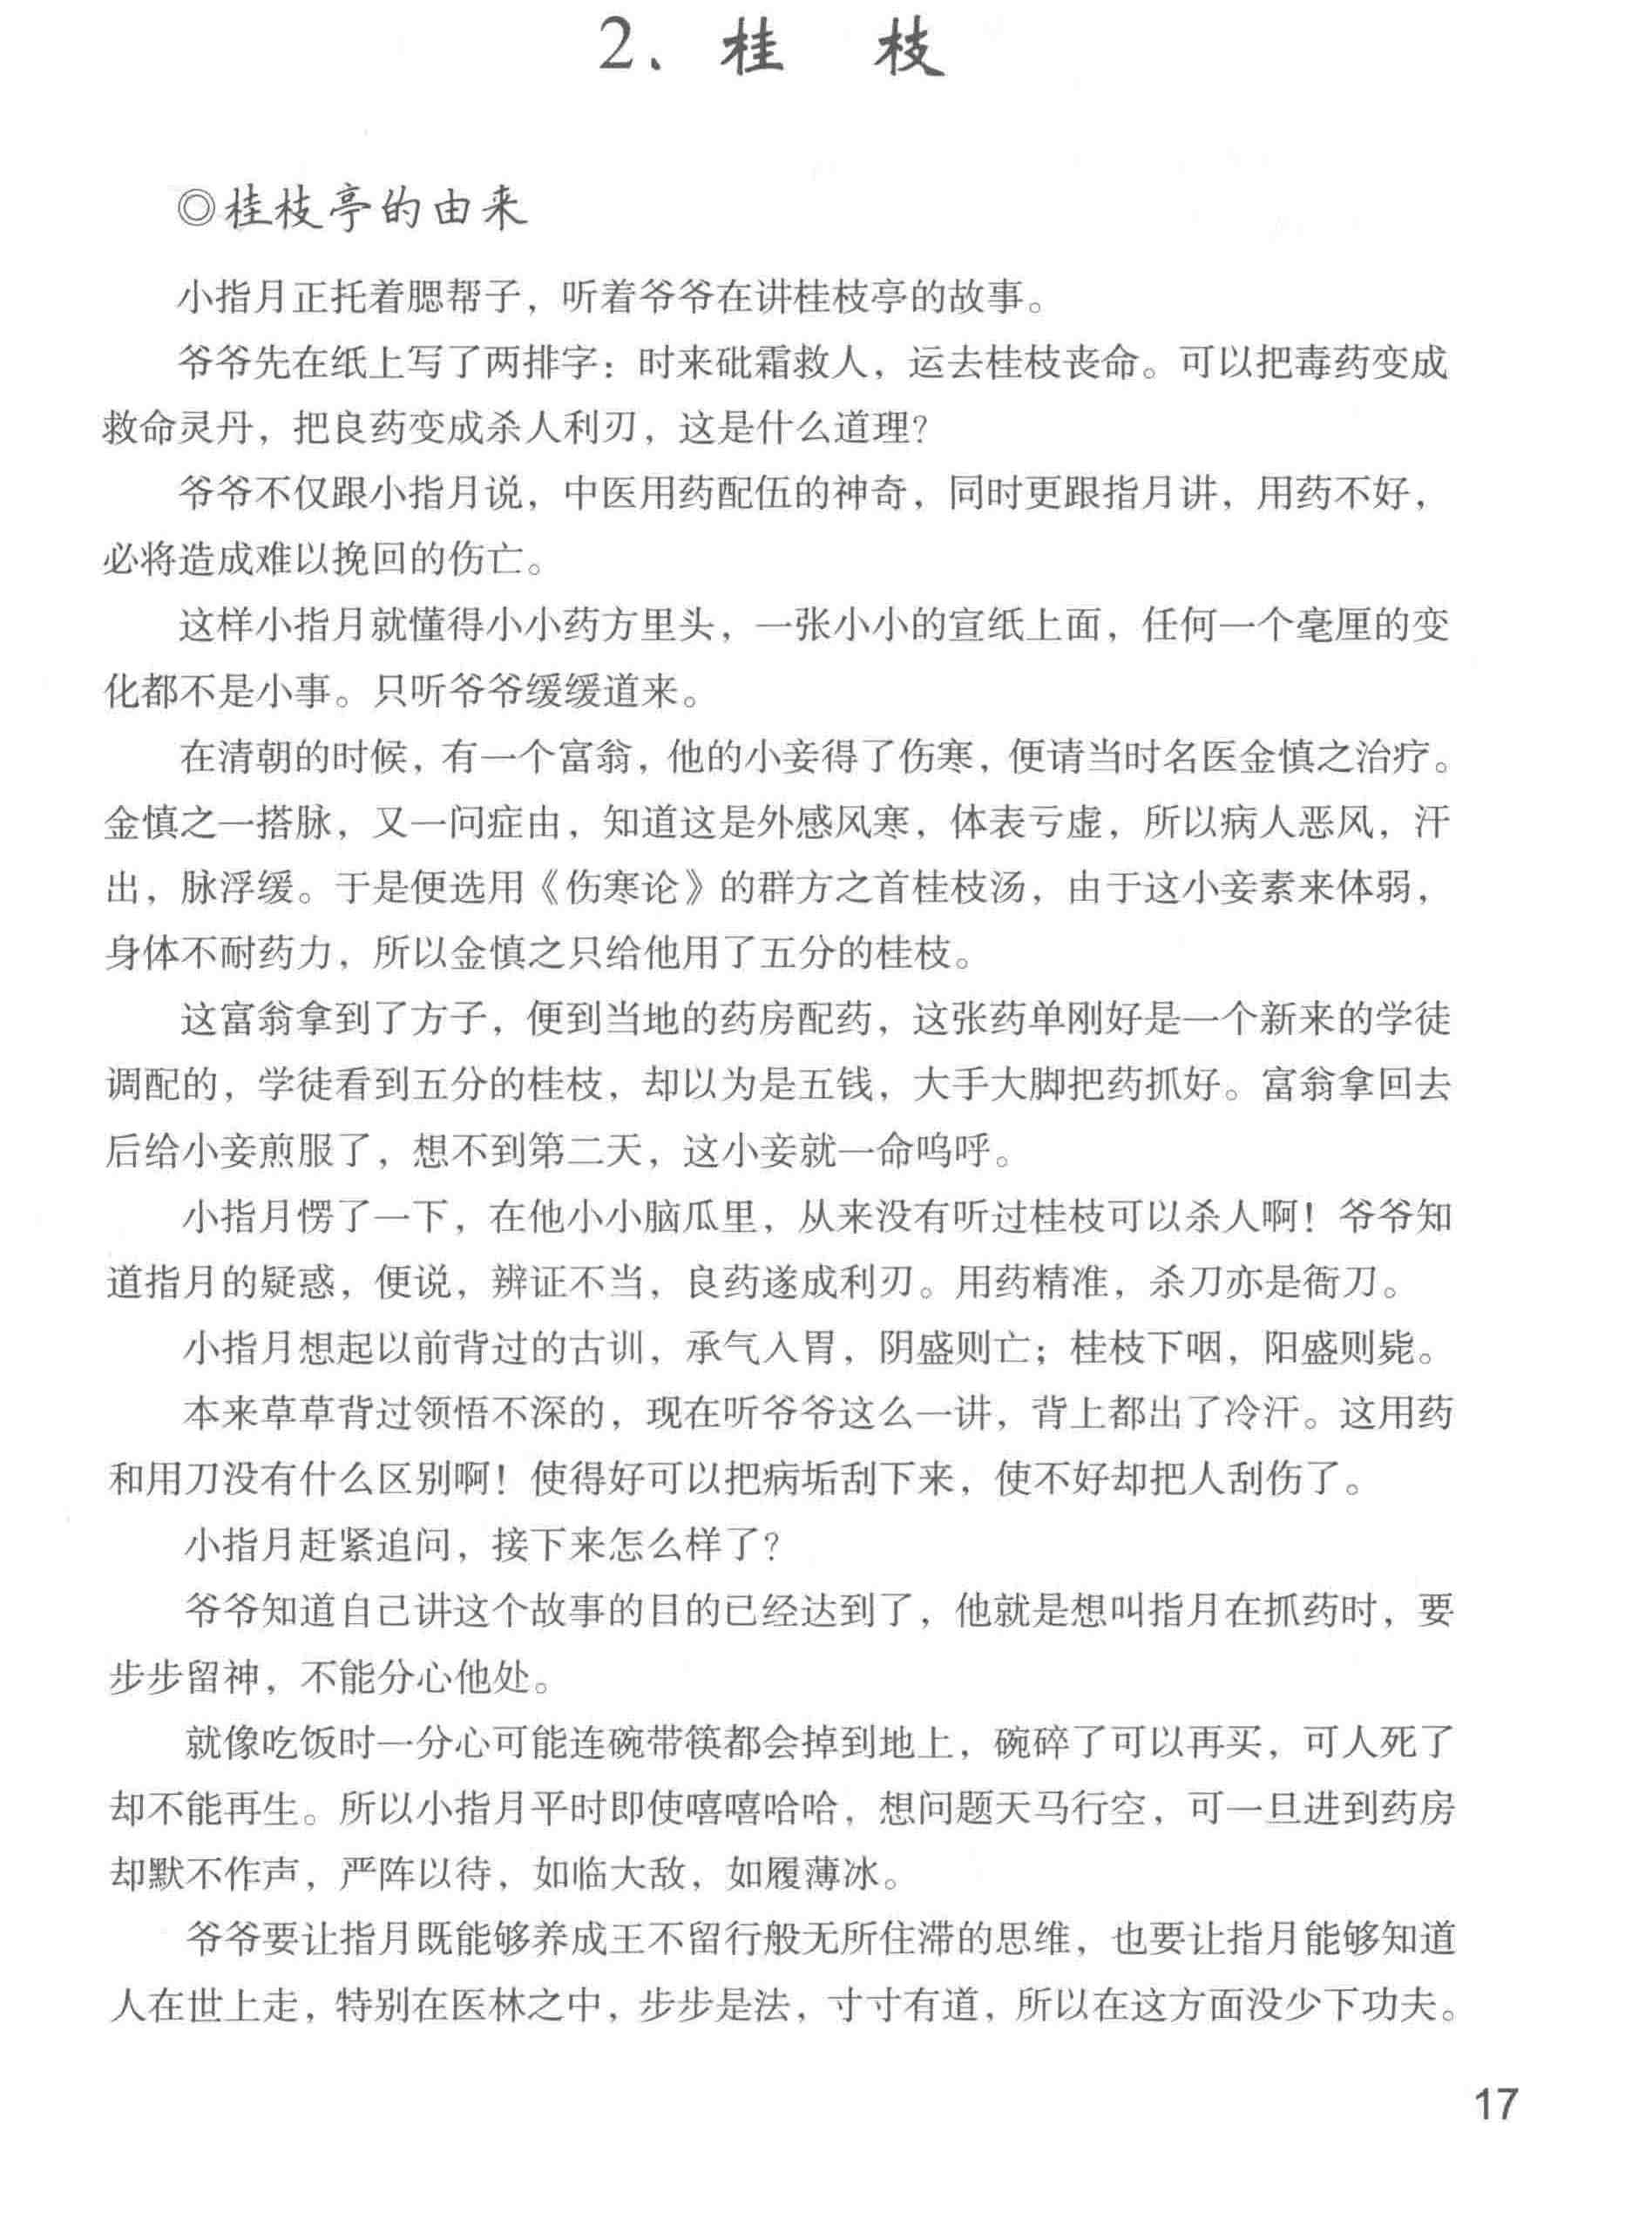 2、桂　枝
◎桂枝亭的由来
小指月正托着腮帮子，听着爷爷在讲桂枝亭的故事。
爷爷先在纸上写了两排字：时来砒霜救人，运去桂枝丧命。可以把毒药变成
救命灵丹，把良药变成杀人利刃，这是什么道理？
爷爷不仅跟小指月说，中医用药配伍的神奇，同时更跟指月讲，用药不好，
必将造成难以挽回的伤亡。
这样小指月就懂得小小药方里头，一张小小的宣纸上面，任何一个毫厘的变
化都不是小事。只听爷爷缓缓道来。
在清朝的时候，有一个富翁，他的小妾得了伤寒，便请当时名医金慎之治疗。
金慎之一搭脉，又一问症由，知道这是外感风寒，体表亏虚，所以病人恶风，汗
出，脉浮缓。于是便选用《伤寒论》的群方之首桂枝汤，由于这小妾素来体弱，
身体不耐药力，所以金慎之只给他用了五分的桂枝。
这富翁拿到了方子，便到当地的药房配药，这张药单刚好是一个新来的学徒
调配的，学徒看到五分的桂枝，却以为是五钱，大手大脚把药抓好。富翁拿回去
后给小妾煎服了，想不到第二天，这小妾就一命呜呼。
小指月愣了一下，在他小小脑瓜里，从来没有听过桂枝可以杀人啊！爷爷知
道指月的疑惑，便说，辨证不当，良药遂成利刃。用药精准，杀刀亦是衙刀。
小指月想起以前背过的古训，承气入胃，阴盛则亡；桂枝下咽，阳盛则毙。
本来草草背过领悟不深的，现在听爷爷这么一讲，背上都出了冷汗。这用药
和用刀没有什么区别啊！使得好可以把病垢刮下来，使不好却把人刮伤了。
小指月赶紧追问，接下来怎么样了？
爷爷知道自己讲这个故事的目的已经达到了，他就是想叫指月在抓药时，要
步步留神，不能分心他处。
就像吃饭时一分心可能连碗带筷都会掉到地上，碗碎了可以再买，可人死了
却不能再生。所以小指月平时即使嘻嘻哈哈，想问题天马行空，可一旦进到药房
却默不作声，严阵以待，如临大敌，如履薄冰。
爷爷要让指月既能够养成王不留行般无所住滞的思维，也要让指月能够知道
人在世上走，特别在医林之中，步步是法，寸寸有道，所以在这方面没少下功夫。
17